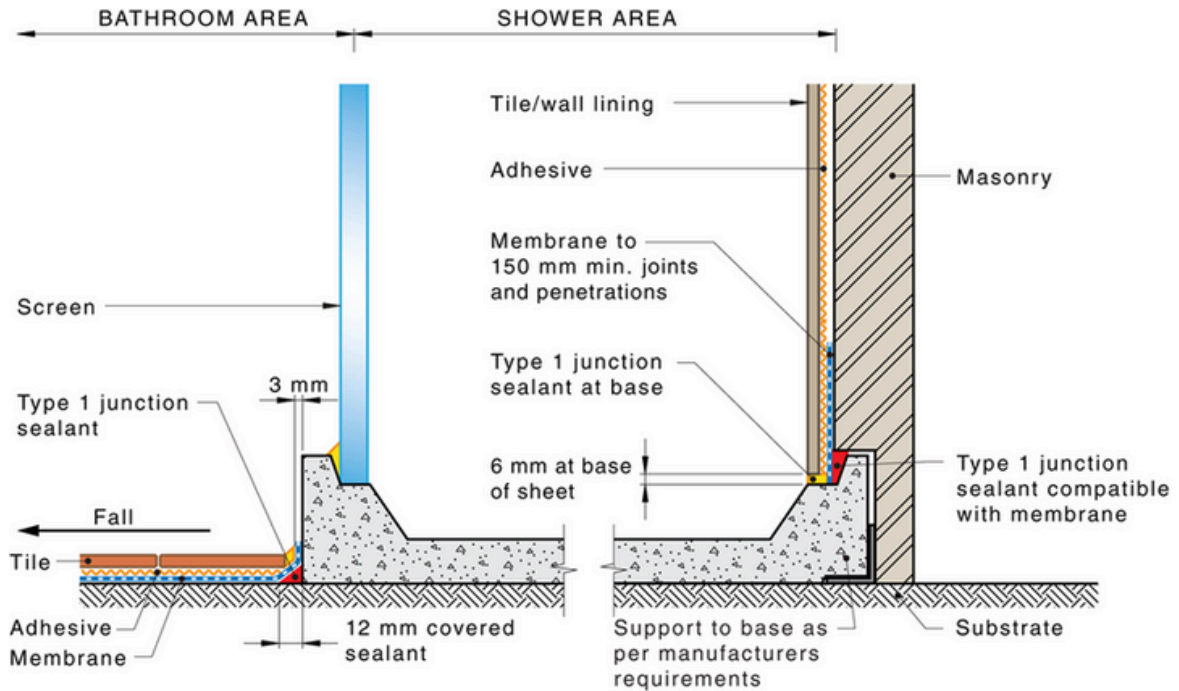 BATHROOM AREA
SHOWER AREA
Tile/wall lining
Adhesive
Masonry
Membrane to
150 mm min. joints
and penetrations
Screen
Type 1 junction
sealant at base
3 mm
Type 1 junction
sealant
6 mm at base
of sheet
Type 1 junction
sealant compatible
with membrane
Fall
Tile
Adhesive
Membrane
12 mm covered
sealant
Support to base as
per manufacturers
requirements
Substrate